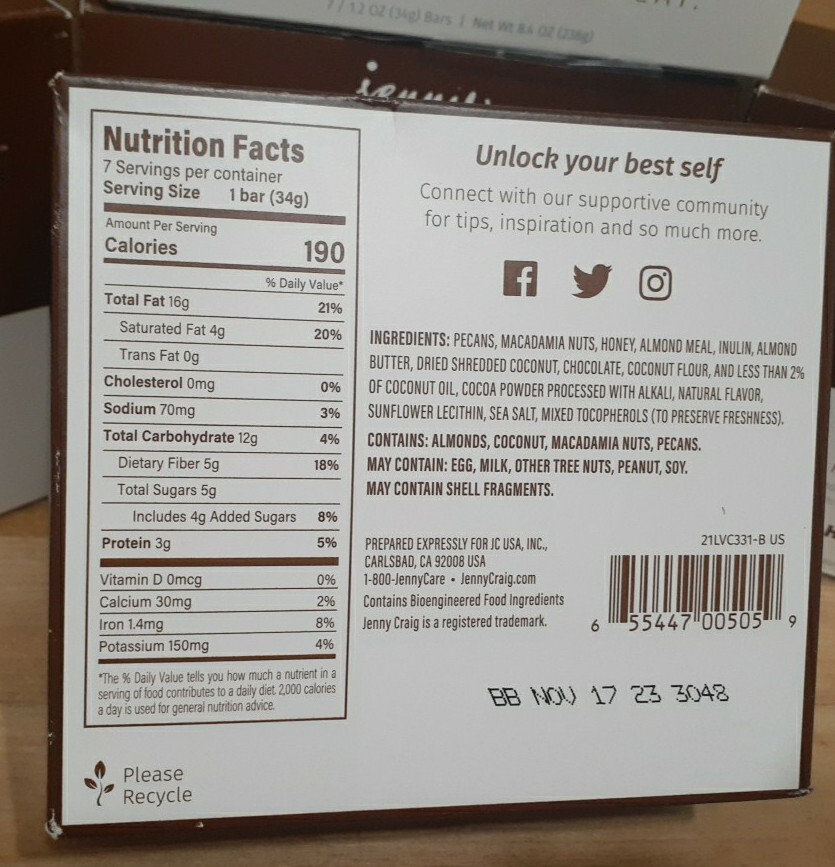 7 / 1.2 OZ (34g) Bars | Net Wt 8.4 OZ (238g)
Nutrition Facts
7 Servings per container
Serving Size 1 bar (34g)
Amount Per Serving
Calories 190
% Daily Value*
Total Fat 16g 21%
Saturated Fat 4g 20%
Trans Fat 0g
Cholesterol 0mg 0%
Sodium 70mg 3%
Total Carbohydrate 12g 4%
Dietary Fiber 5g 18%
Total Sugars 5g
Includes 4g Added Sugars 8%
Protein 3g 5%
Vitamin D 0mcg 0%
Calcium 30mg 2%
Iron 1.4mg 8%
Potassium 150mg 4%
*The % Daily Value tells you how much a nutrient in a
serving of food contributes to a daily diet. 2,000 calories
a day is used for general nutrition advice.
Please
Recycle
Unlock your best self
Connect with our supportive community
for tips, inspiration and so much more.
INGREDIENTS: PECANS, MACADAMIA NUTS, HONEY, ALMOND MEAL, INULIN, ALMOND
BUTTER, DRIED SHREDDED COCONUT, CHOCOLATE, COCONUT FLOUR, AND LESS THAN 2%
OF COCONUT OIL, COCOA POWDER PROCESSED WITH ALKALI, NATURAL FLAVOR,
SUNFLOWER LECITHIN, SEA SALT, MIXED TOCOPHEROLS (TO PRESERVE FRESHNESS).
CONTAINS: ALMONDS, COCONUT, MACADAMIA NUTS, PECANS.
MAY CONTAIN: EGG, MILK, OTHER TREE NUTS, PEANUT, SOY.
MAY CONTAIN SHELL FRAGMENTS.
PREPARED EXPRESSLY FOR JC USA, INC.,
CARLSBAD, CA 92008 USA
1-800-JennyCare • JennyCraig.com
Contains Bioengineered Food Ingredients
Jenny Craig is a registered trademark.
21LVC331-B US
6 55447 00505 9
BB NOV 17 23 3048